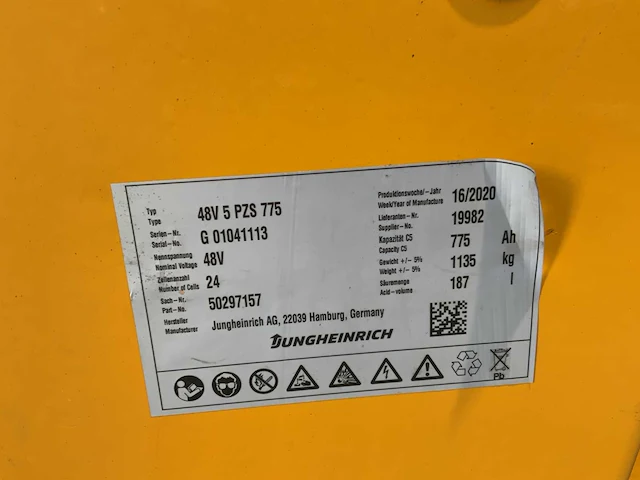 Typ
Type
48V 5 PZS 775
Serien-Nr.
Serial-No.
G 01041113
Nennspannung
Nominal Voltage
48V
Zellenanzahl
Number of Cells
24
Sach-Nr.
Part-No.
50297157
Hersteller
Manufacturer
Jungheinrich AG, 22039 Hamburg, Germany
Produktionswoche/-Jahr
Week/Year of Manufacture
16/2020
Lieferanten-Nr.
Supplier-No.
19982
Kapazität C5
Capacity C5
775 Ah
Gewicht +/- 5%
Weight +/- 5%
1135 kg
Säuremenge
Acid-volume
187 l
JUNGHEINRICH
Pb